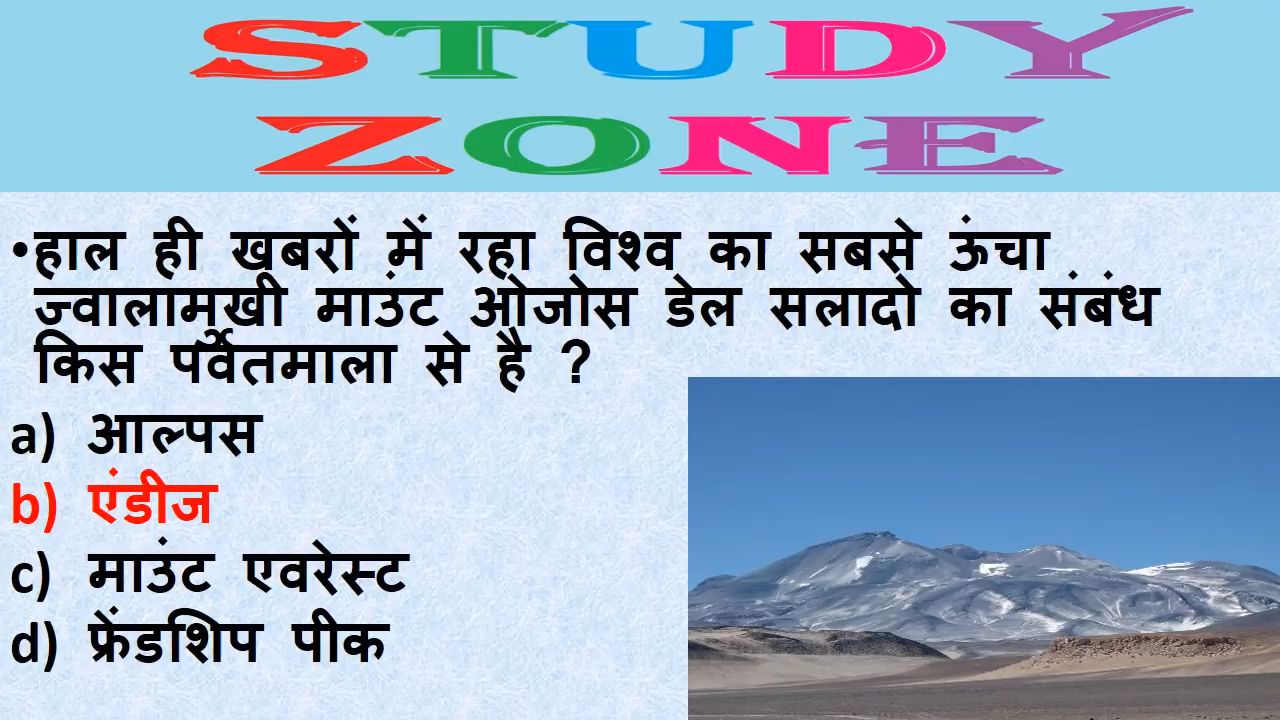 STUDY
ZONE
•हाल ही खबरों में रहा विश्व का सबसे ऊंचा
ज्वालामुखी माउंट ओजोस डेल सलादो का संबंध
किस पर्वतमाला से है ?
a) आल्पस
b) एंडीज
c) माउंट एवरेस्ट
d) फ्रेंडशिप पीक